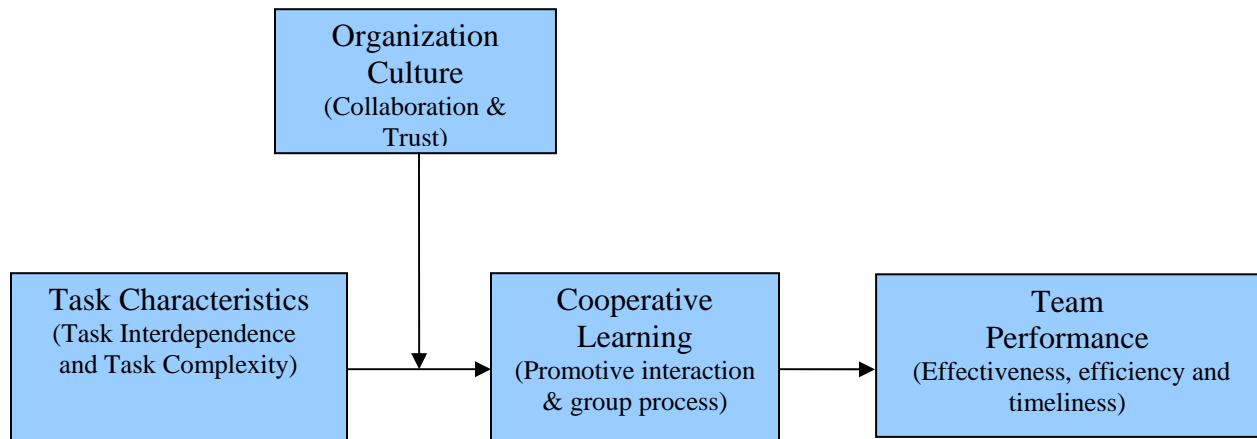 Organization
Culture
(Collaboration &
Trust)
Task Characteristics
(Task Interdependence
and Task Complexity)
Cooperative
Learning
(Promotive interaction
& group process)
Team
Performance
(Effectiveness, efficiency and
timeliness)